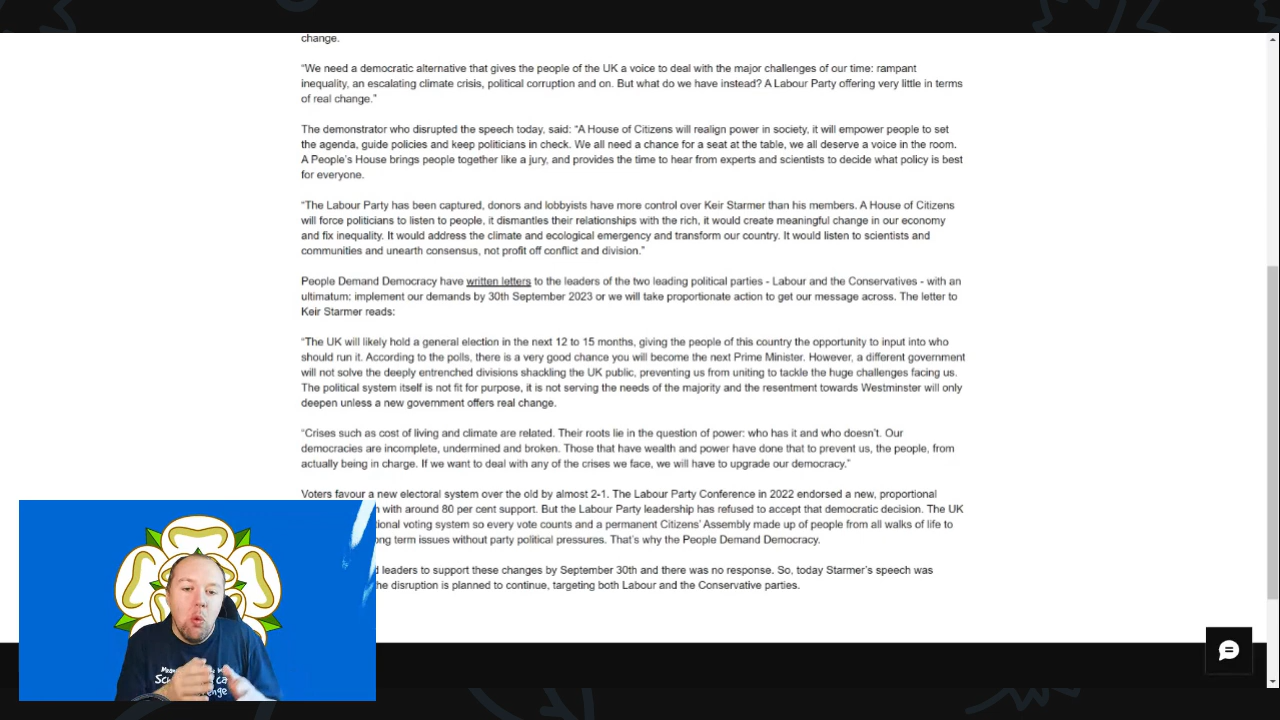 change.
“We need a democratic alternative that gives the people of the UK a voice to deal with the major challenges of our time: rampant
inequality, an escalating climate crisis, political corruption and on. But what do we have instead? A Labour Party offering very little in terms
of real change.”
The demonstrator who disrupted the speech today, said: “A House of Citizens will realign power in society, it will empower people to set
the agenda, guide policies and keep politicians in check. We all need a chance for a seat at the table, we all deserve a voice in the room.
A People’s House brings people together like a jury, and provides the time to hear from experts and scientists to decide what policy is best
for everyone.
“The Labour Party has been captured, donors and lobbyists have more control over Keir Starmer than his members. A House of Citizens
will force politicians to listen to people, it dismantles their relationships with the rich, it would create meaningful change in our economy
and fix inequality. It would address the climate and ecological emergency and transform our country. It would listen to scientists and
communities and unearth consensus, not profit off conflict and division.”
People Demand Democracy have written letters to the leaders of the two leading political parties - Labour and the Conservatives - with an
ultimatum: implement our demands by 30th September 2023 or we will take proportionate action to get our message across. The letter to
Keir Starmer reads:
“The UK will likely hold a general election in the next 12 to 15 months, giving the people of this country the opportunity to input into who
should run it. According to the polls, there is a very good chance you will become the next Prime Minister. However, a different government
will not solve the deeply entrenched divisions shackling the UK public, preventing us from uniting to tackle the huge challenges facing us.
The political system itself is not fit for purpose, it is not serving the needs of the majority and the resentment towards Westminster will only
deepen unless a new government offers real change.
“Crises such as cost of living and climate are related. Their roots lie in the question of power: who has it and who doesn’t. Our
democracies are incomplete, undermined and broken. Those that have wealth and power have done that to prevent us, the people, from
actually being in charge. If we want to deal with any of the crises we face, we will have to upgrade our democracy.”
Voters favour a new electoral system over the old by almost 2-1. The Labour Party Conference in 2022 endorsed a new, proportional
with around 80 per cent support. But the Labour Party leadership has refused to accept that democratic decision. The UK
voting system so every vote counts and a permanent Citizens’ Assembly made up of people from all walks of life to
term issues without party political pressures. That’s why the People Demand Democracy.
leaders to support these changes by September 30th and there was no response. So, today Starmer’s speech was
disruption is planned to continue, targeting both Labour and the Conservative parties.